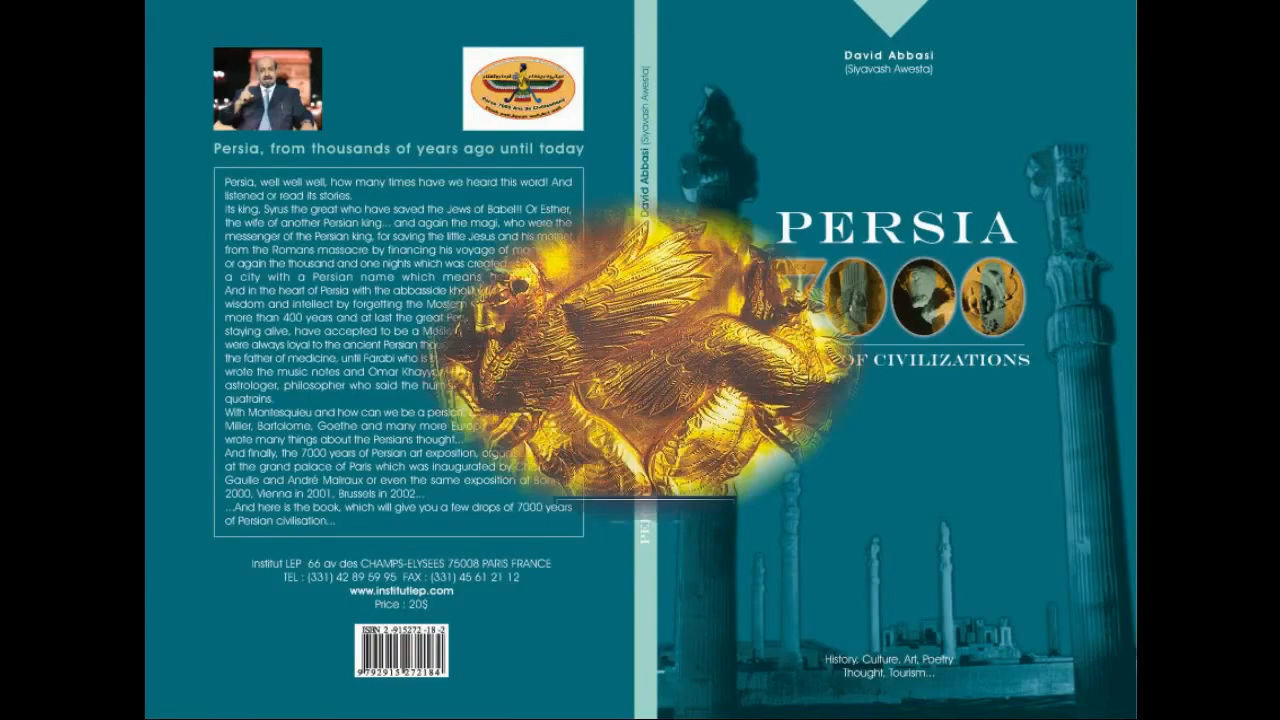 Persia, from thousands of years ago until today
Persia, well well well, how many times have we heard this word! And
listened or read its stories.
Its king, Syrus the great who have saved the Jews of Babel!! Or Esther,
the wife of another Persian king... and again the magi, who were the
messenger of the Persian king, for saving the little Jesus and his mother
from the Romans massacre by financing his voyage of
or again the thousand and one nights which was created
a city with a Persian name which means
And in the heart of Persia with the abbasside
wisdom and intellect by forgetting the Moslem
more than 400 years and at last the great
staying alive, have accepted to be a
were always loyal to the ancient Persian
the father of medicine, until Farabi who is
wrote the music notes and Omar Khayyam
astrologer, philosopher who said the
quatrains.
With Montesquieu and how can we be a persian
Miller, Bartolome, Goethe and many more
wrote many things about the Persians thought...
And finally, the 7000 years of Persian art exposition,
at the grand palace of Paris which was inaugurated by
Gaulle and André Malraux or even the same exposition at
2000, Vienna in 2001, Brussels in 2002...
...And here is the book, which will give you a few drops of 7000 years
of Persian civilisation...
Institut LEP 66 av des CHAMPS-ELYSEES 75008 PARIS FRANCE
TEL : (331) 42 89 59 95 FAX : (331) 45 61 21 12
www.institutlep.com
Price : 20$
ISBN 2-915272-18-2
9 792915 272184
David Abbasi (Siyavash Awesta)
David Abbasi
(Siyavash Awesta)
PERSIA
7000
OF CIVILIZATIONS
History, Culture, Art, Poetry
Thought, Tourism...